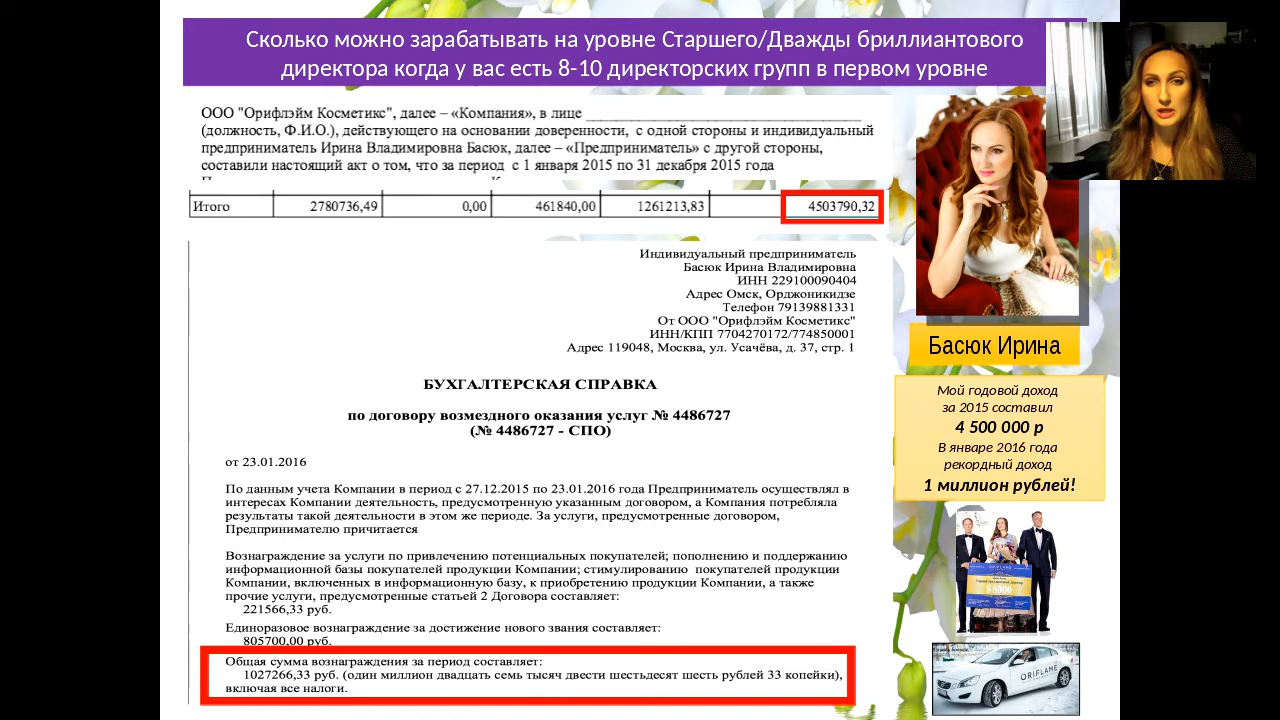 Сколько можно зарабатывать на уровне Старшего/Дважды бриллиантового
директора когда у вас есть 8-10 директорских групп в первом уровне
ООО "Орифлэйм Косметикс", далее – «Компания», в лице ____________________
(должность, Ф.И.О.), действующего на основании доверенности, с одной стороны и индивидуальный
предприниматель Ирина Владимировна Басюк, далее – «Предприниматель» с другой стороны,
составили настоящий акт о том, что за период с 1 января 2015 по 31 декабря 2015 года
Итого 2780736,49 0,00 461840,00 1261213,83 4503790,32
Индивидуальный предприниматель
Басюк Ирина Владимировна
ИНН 229100090404
Адрес Омск, Орджоникидзе
Телефон 79139881331
От ООО "Орифлэйм Косметикс"
ИНН/КПП 7704270172/774850001
Адрес 119048, Москва, ул. Усачёва, д. 37, стр. 1
БУХГАЛТЕРСКАЯ СПРАВКА
по договору возмездного оказания услуг № 4486727
(№ 4486727 - СПО)
от 23.01.2016
По данным учета Компании в период с 27.12.2015 по 23.01.2016 года Предприниматель осуществлял в
интересах Компании деятельность, предусмотренную указанным договором, а Компания потребляла
результаты такой деятельности в этом же периоде. За услуги, предусмотренные договором,
Предпринимателю причитается
Вознаграждение за услуги по привлечению потенциальных покупателей; пополнению и поддержанию
информационной базы покупателей продукции Компании; стимулированию покупателей продукции
Компании, включенных в информационную базу, к приобретению продукции Компании, а также
прочие услуги, предусмотренные статьей 2 Договора составляет:
221566,33 руб.
Единоразовое вознаграждение за достижение нового звания составляет:
805700,00 руб.
Общая сумма вознаграждения за период составляет:
1027266,33 руб. (один миллион двадцать семь тысяч двести шестьдесят шесть рублей 33 копейки),
включая все налоги.
Басюк Ирина
Мой годовой доход
за 2015 составил
4 500 000 р
В январе 2016 года
рекордный доход
1 миллион рублей!
ORIFLAME